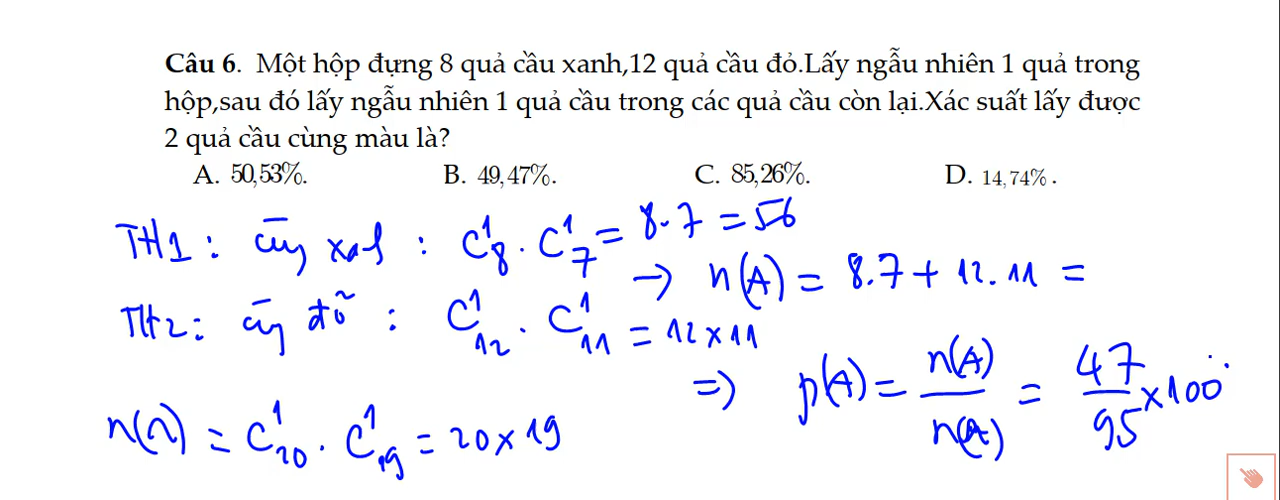 Câu 6. Một hộp đựng 8 quả cầu xanh,12 quả cầu đỏ.Lấy ngẫu nhiên 1 quả trong
hộp,sau đó lấy ngẫu nhiên 1 quả cầu trong các quả cầu còn lại.Xác suất lấy được
2 quả cầu cùng màu là?
A. 50,53%. B. 49,47%. C. 85,26%. D. 14,74%.
TH1 : cùng xanh : C¹₈ . C¹₇ = 8.7 = 56
→ n(A) = 8.7 + 12.11 =
TH2 : cùng đỏ : C¹₁₂ . C¹₁₁ = 12 x 11
⇒ p(A) = n(A)/n(Ω) = 47/95 x 100
n(Ω) = C¹₂₀ . C¹₁₉ = 20 x 19